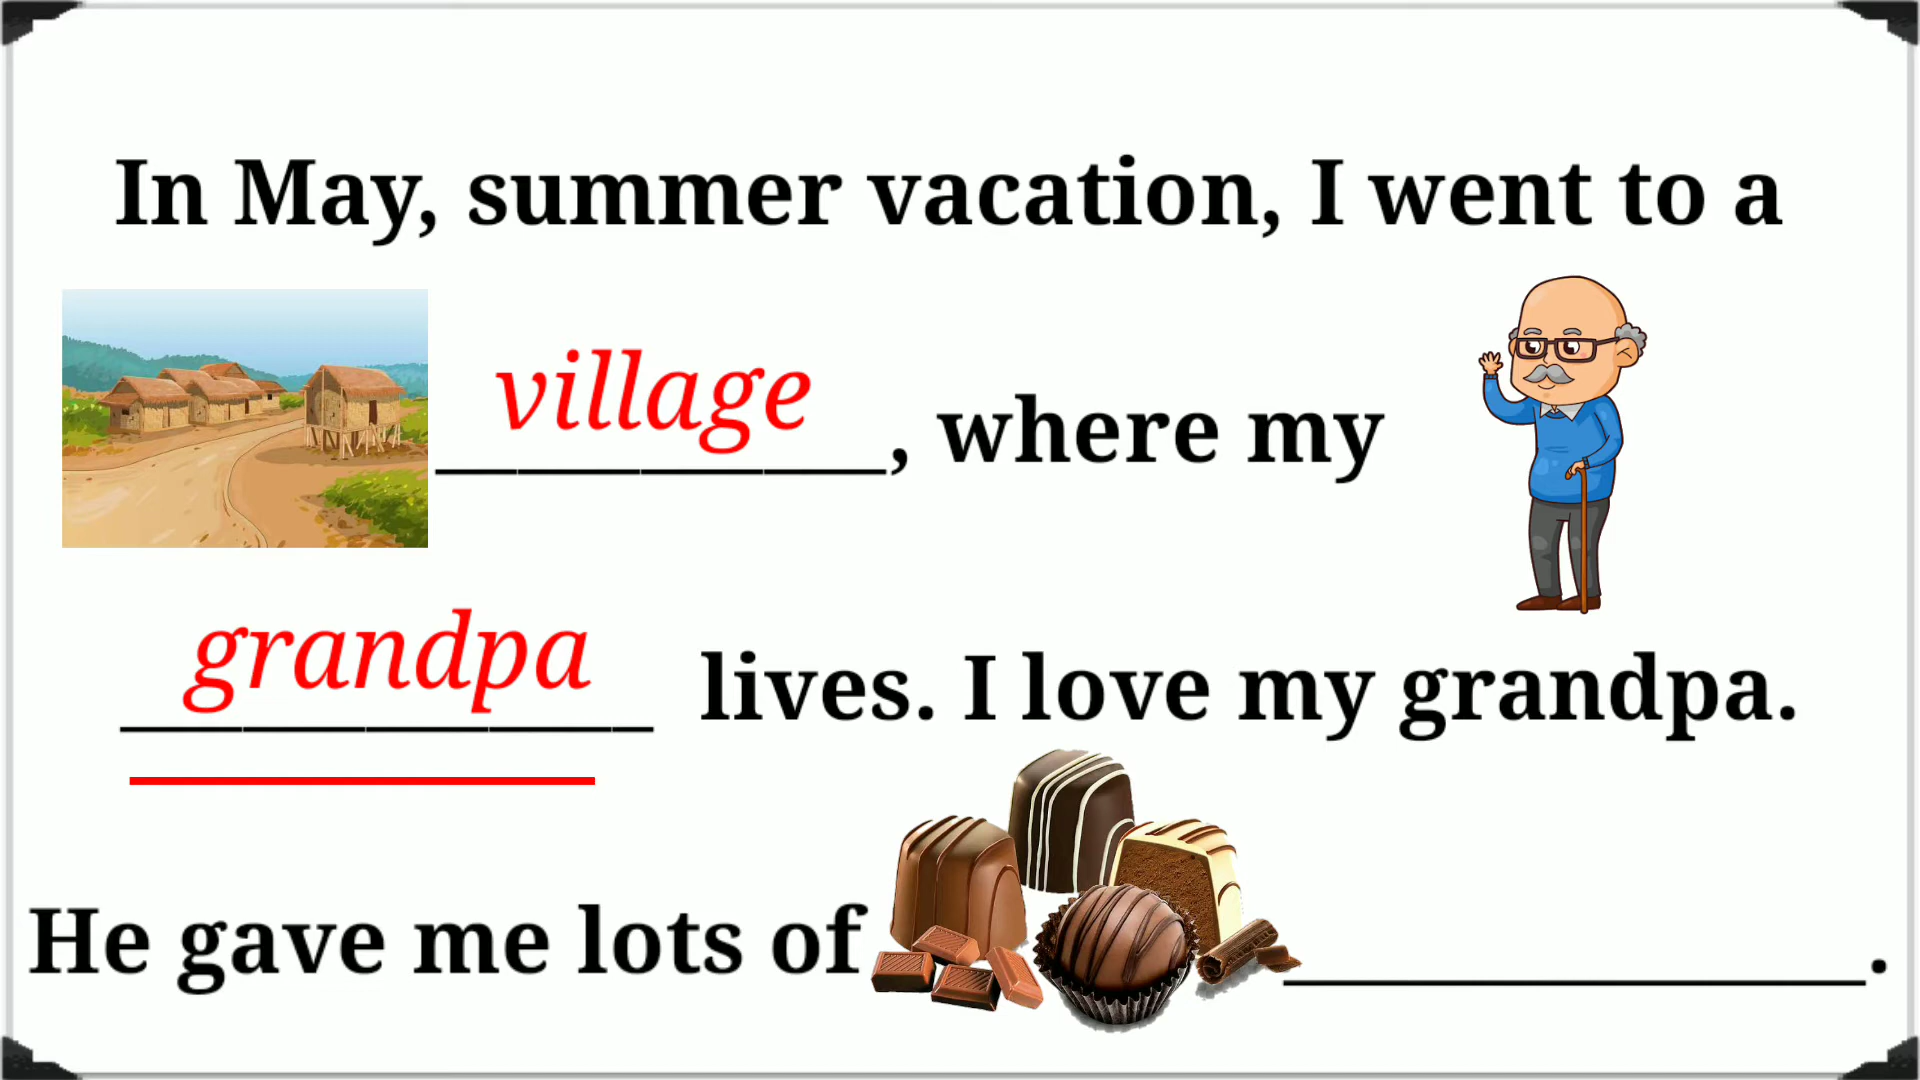 In May, summer vacation, I went to a
village, where my
grandpa lives. I love my grandpa.
He gave me lots of ______________.